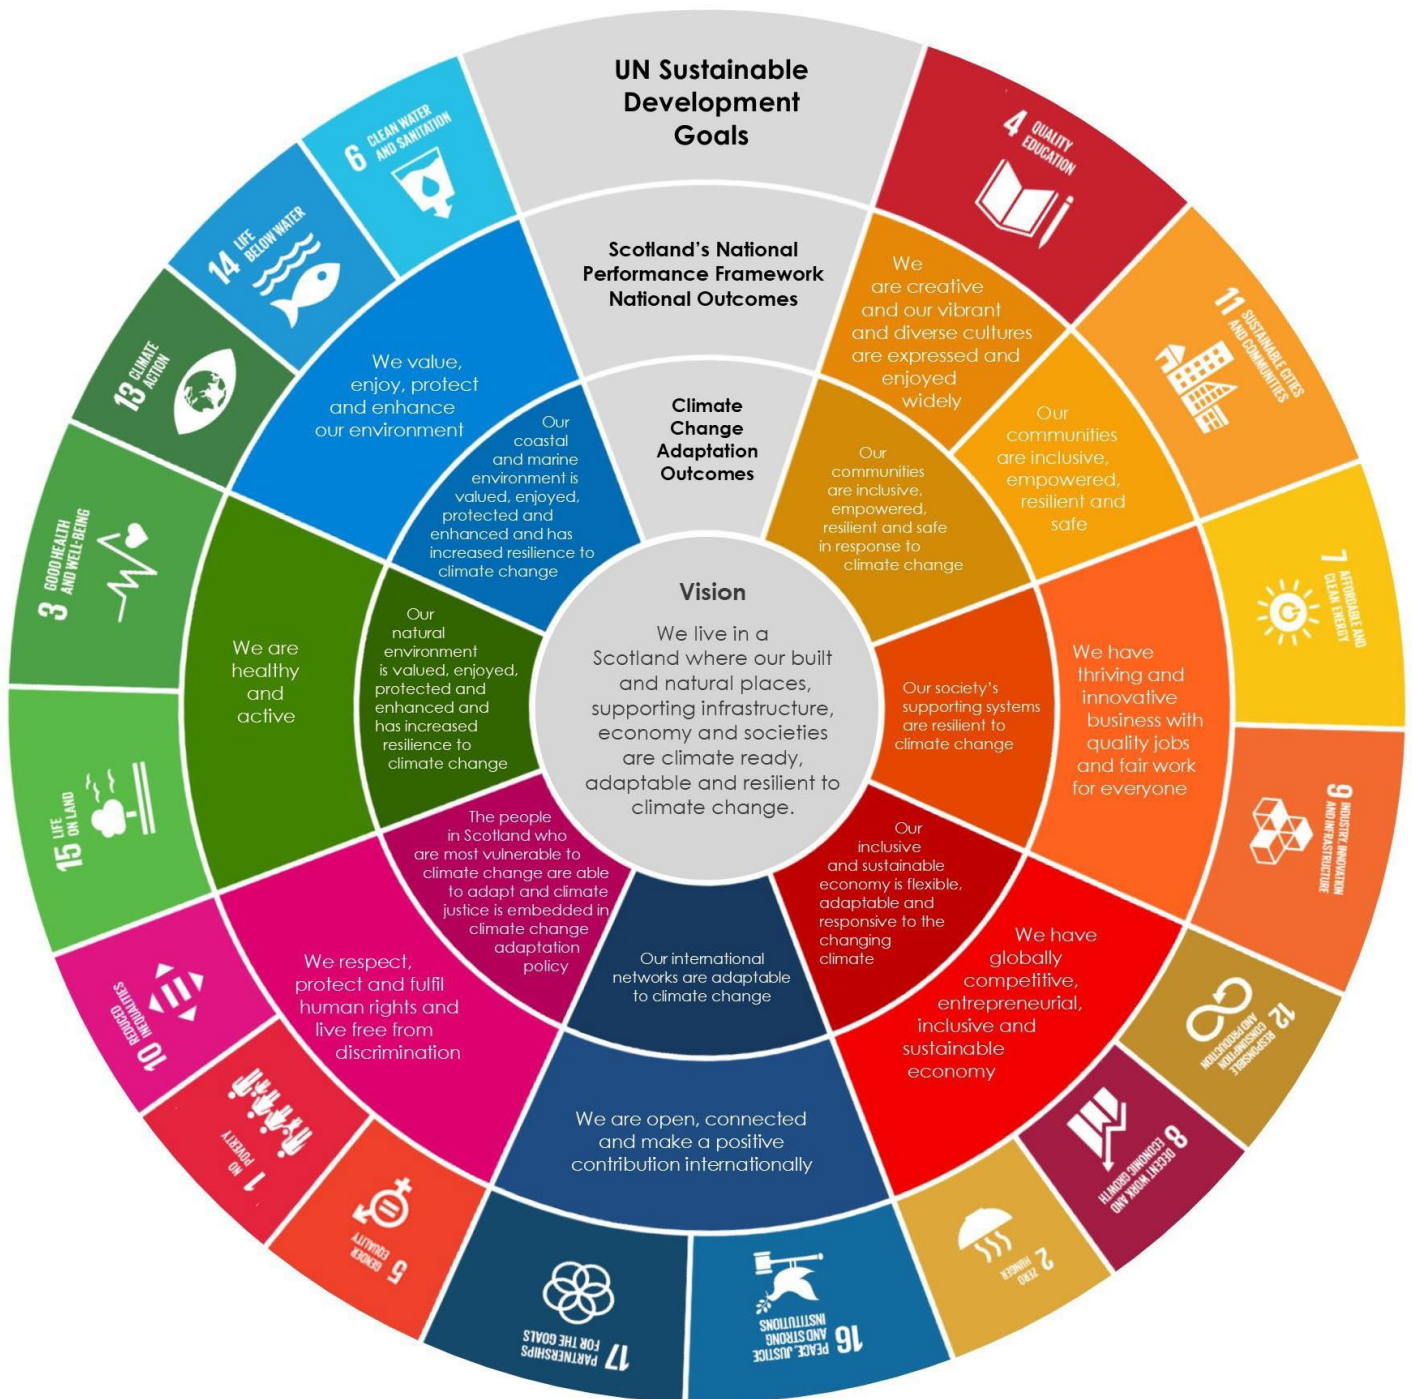 UN Sustainable
Development
Goals
Scotland's National
Performance Framework
National Outcomes
Climate
Change
Adaptation
Outcomes
Vision
We live in a
Scotland where our built
and natural places,
supporting infrastructure,
economy and societies
are climate ready,
adaptable and resilient to
climate change.
4 QUALITY
EDUCATION
11 SUSTAINABLE CITIES
AND COMMUNITIES
7 AFFORDABLE AND
CLEAN ENERGY
9 INDUSTRY, INNOVATION
AND INFRASTRUCTURE
12 RESPONSIBLE
CONSUMPTION
AND PRODUCTION
8 DECENT WORK AND
ECONOMIC GROWTH
2 ZERO
HUNGER
16 PEACE, JUSTICE
AND STRONG
INSTITUTIONS
17 PARTNERSHIPS
FOR THE GOALS
5 GENDER
EQUALITY
1 NO
POVERTY
10 REDUCED
INEQUALITIES
15 LIFE
ON LAND
3 GOOD HEALTH
AND WELL-BEING
13 CLIMATE
ACTION
14 LIFE
BELOW WATER
6 CLEAN WATER
AND SANITATION
We
are creative
and our vibrant
and diverse cultures
are expressed and
enjoyed
widely
Our
communities
are inclusive,
empowered,
resilient and
safe
We have
thriving and
innovative
business with
quality jobs
and fair work
for everyone
We have
globally
competitive,
entrepreneurial,
inclusive and
sustainable
economy
We are open, connected
and make a positive
contribution internationally
We respect,
protect and fulfil
human rights and
live free from
discrimination
We are
healthy
and
active
We value,
enjoy, protect
and enhance
our environment
Our
communities
are inclusive,
empowered,
resilient and safe
in response to
climate change
Our society's
supporting systems
are resilient to
climate change
Our
inclusive
and sustainable
economy is flexible,
adaptable and
responsive to the
changing
climate
Our international
networks are adaptable
to climate change
The people
in Scotland who
are most vulnerable to
climate change are able
to adapt and climate
justice is embedded in
climate change
adaptation
policy
Our
natural
environment
is valued, enjoyed,
protected and
enhanced and
has increased
resilience to
climate change
Our
coastal
and marine
environment is
valued, enjoyed,
protected and
enhanced and has
increased resilience to
climate change